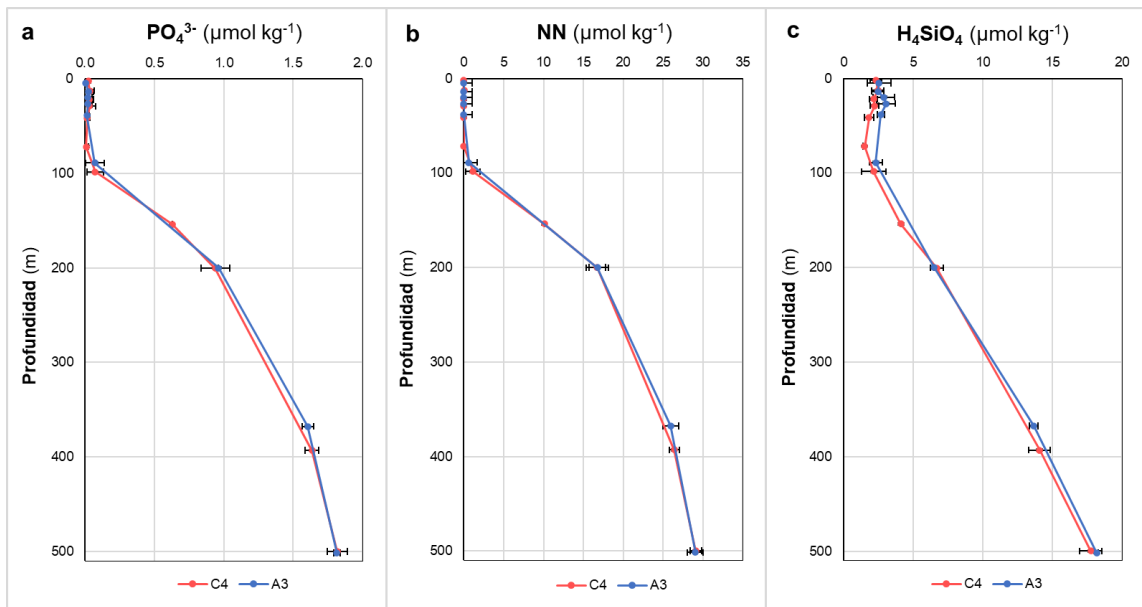 a PO₄³⁻ (µmol kg⁻¹)
0.0 0.5 1.0 1.5 2.0
0
100
200
300
400
500
Profundidad (m)
C4 A3
b NN (µmol kg⁻¹)
0 5 10 15 20 25 30 35
0
100
200
300
400
500
Profundidad (m)
C4 A3
c H₄SiO₄ (µmol kg⁻¹)
0 5 10 15 20
0
100
200
300
400
500
Profundidad (m)
C4 A3